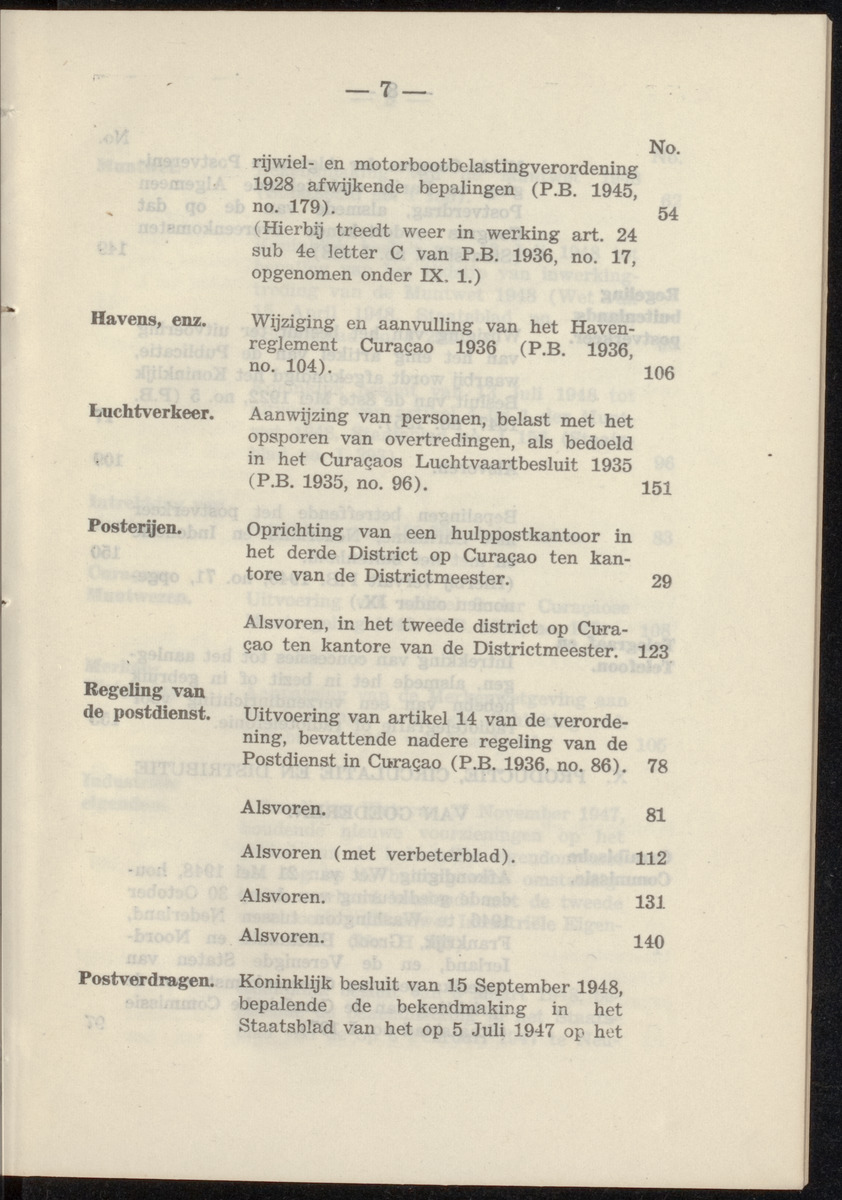 — 7 —
No.
rijwiel- en motorbootbelastingverordening
1928 afwijkende bepalingen (P.B. 1945,
no. 179). 54
(Hierbij treedt weer in werking art. 24
sub 4e letter C van P.B. 1936, no. 17,
opgenomen onder IX. 1.)
Havens, enz. Wijziging en aanvulling van het Haven-
reglement Curaçao 1936 (P.B. 1936,
no. 104). 106
Luchtverkeer. Aanwijzing van personen, belast met het
opsporen van overtredingen, als bedoeld
in het Curaçaos Luchtvaartbesluit 1935
(P.B. 1935, no. 96). 151
Posterijen. Oprichting van een hulppostkantoor in
het derde District op Curaçao ten kan-
tore van de Districtmeester. 29
Alsvoren, in het tweede district op Cura-
çao ten kantore van de Districtmeester. 123
Regeling van
de postdienst. Uitvoering van artikel 14 van de verorde-
ning, bevattende nadere regeling van de
Postdienst in Curaçao (P.B. 1936, no. 86). 78
Alsvoren. 81
Alsvoren (met verbeterblad). 112
Alsvoren. 131
Alsvoren. 140
Postverdragen. Koninklijk besluit van 15 September 1948,
bepalende de bekendmaking in het
Staatsblad van het op 5 Juli 1947 op het